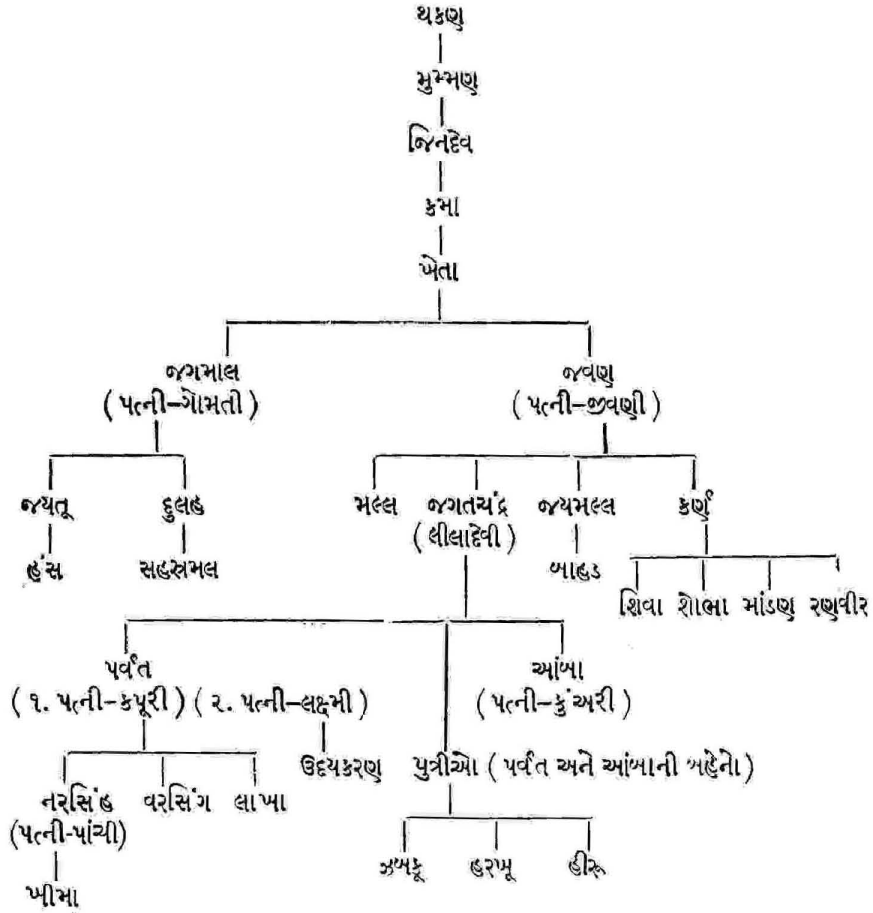 થકણ
મુમ્મણ
જિનદેવ
કમા
ખેતા
જગમાલ જવણ
(પત્ની-ગોમતી) (પત્ની-જીવણી)
જયતૂ દુલહ મલ્લ જગતચંદ્ર જયમલ્લ કર્ણ
(લીલાદેવી)
હંસ સહસ્રમલ બાહડ
શિવા શોભા માંડણ રણવીર
પર્વત આંબા
(૧. પત્ની-કપૂરી) (૨. પત્ની-લક્ષ્મી) (પત્ની-કુંઅરી)
ઉદયકરણ પુત્રીઓ (પર્વત અને આંબાની બહેનો)
નરસિંહ વરસિંગ લાખા
(પત્ની-પાંચી)
ઝબકૂ હરખૂ હીરૂ
ખીમા